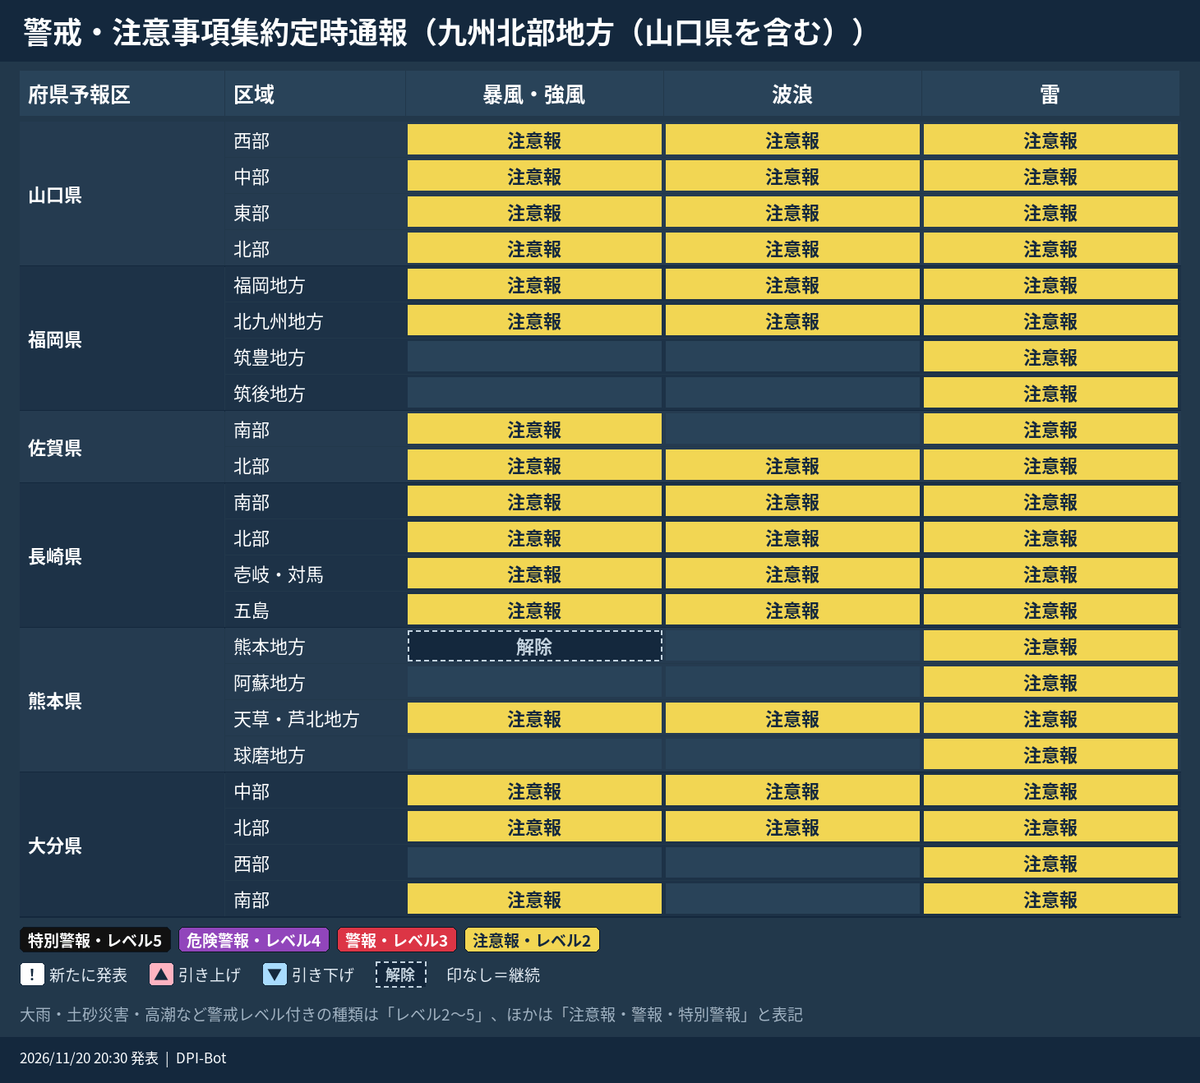 警戒・注意事項集約定時通報（九州北部地方（山口県を含む））
府県予報区 区域 暴風・強風 波浪 雷
山口県
西部 注意報 注意報 注意報
中部 注意報 注意報 注意報
東部 注意報 注意報 注意報
北部 注意報 注意報 注意報
福岡県
福岡地方 注意報 注意報 注意報
北九州地方 注意報 注意報 注意報
筑豊地方 注意報
筑後地方 注意報
佐賀県
南部 注意報 注意報
北部 注意報 注意報 注意報
長崎県
南部 注意報 注意報 注意報
北部 注意報 注意報 注意報
壱岐・対馬 注意報 注意報 注意報
五島 注意報 注意報 注意報
熊本県
熊本地方 解除 注意報
阿蘇地方 注意報
天草・芦北地方 注意報 注意報 注意報
球磨地方 注意報
大分県
中部 注意報 注意報 注意報
北部 注意報 注意報 注意報
西部 注意報
南部 注意報 注意報
特別警報・レベル5 危険警報・レベル4 警報・レベル3 注意報・レベル2
! 新たに発表 ▲ 引き上げ ▼ 引き下げ 解除 印なし＝継続
大雨・土砂災害・高潮など警戒レベル付きの種類は「レベル2〜5」、ほかは「注意報・警報・特別警報」と表記
2026/11/20 20:30 発表｜DPI-Bot